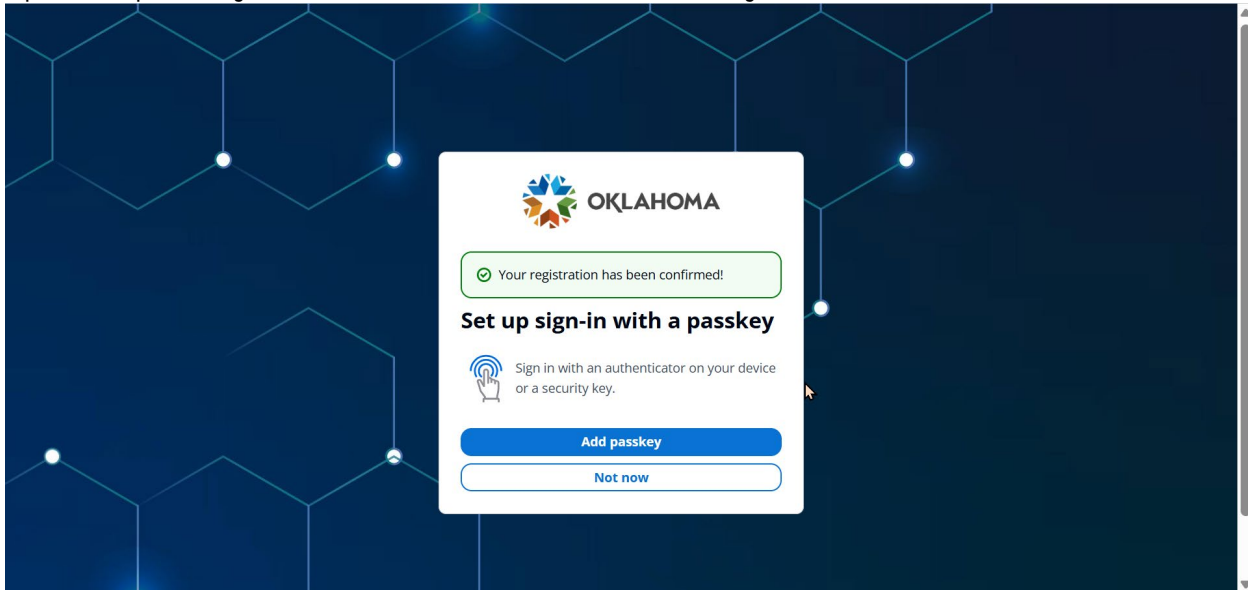 OKLAHOMA
Your registration has been confirmed!
Set up sign-in with a passkey
Sign in with an authenticator on your device
or a security key.
Add passkey
Not now